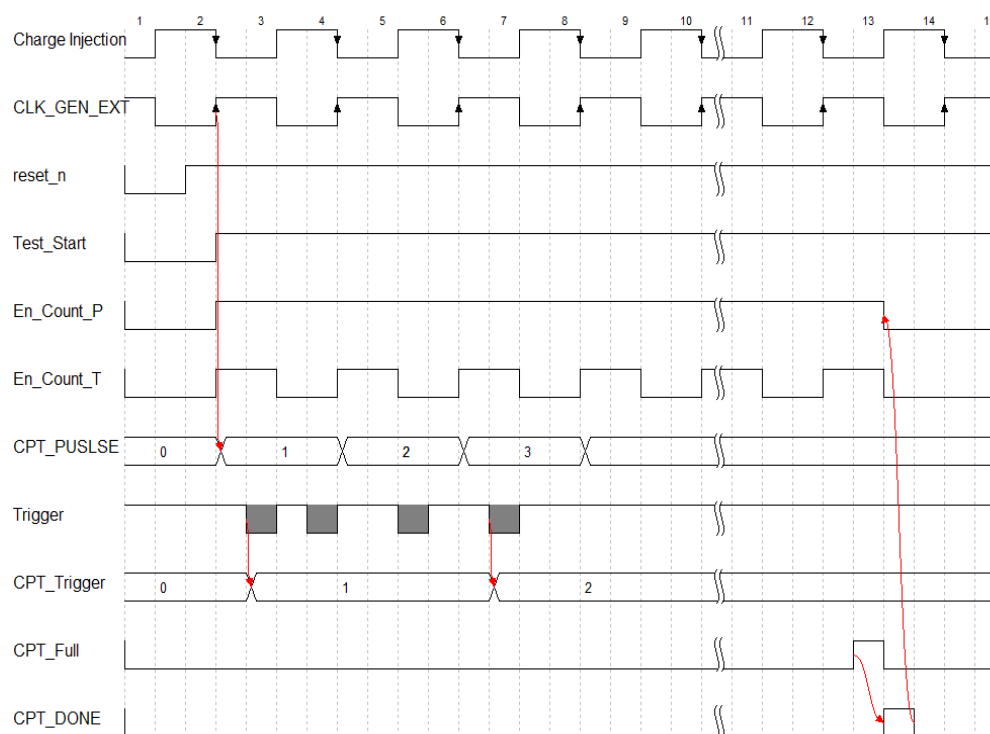 1 2 3 4 5 6 7 8 9 10 11 12 13 14 1
Charge Injection
CLK_GEN_EXT
reset_n
Test_Start
En_Count_P
En_Count_T
CPT_PUSLSE 0 1 2 3
Trigger
CPT_Trigger 0 1 2
CPT_Full
CPT_DONE